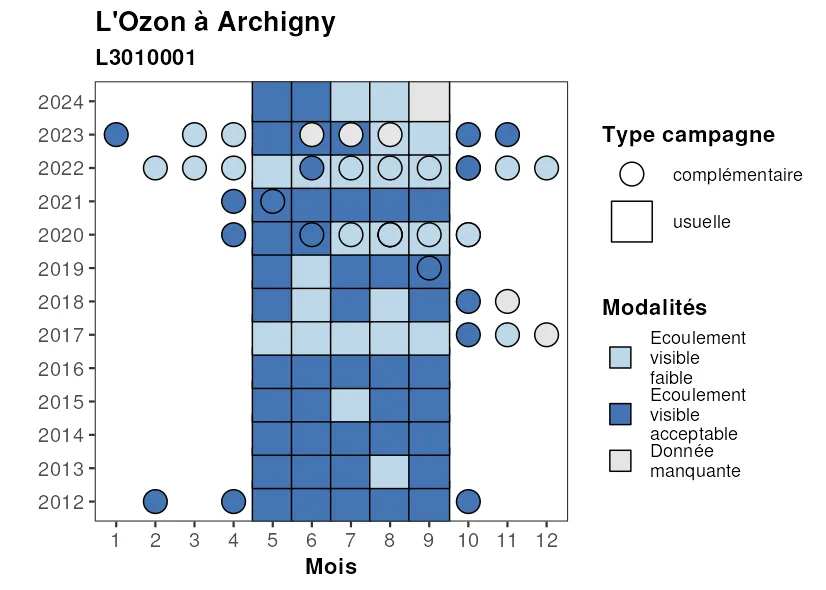 L'Ozon à Archigny
L3010001
2024
2023
2022
2021
2020
2019
2018
2017
2016
2015
2014
2013
2012
1 2 3 4 5 6 7 8 9 10 11 12
Mois
Type campagne
complémentaire
usuelle
Modalités
Ecoulement
visible
faible
Ecoulement
visible
acceptable
Donnée
manquante